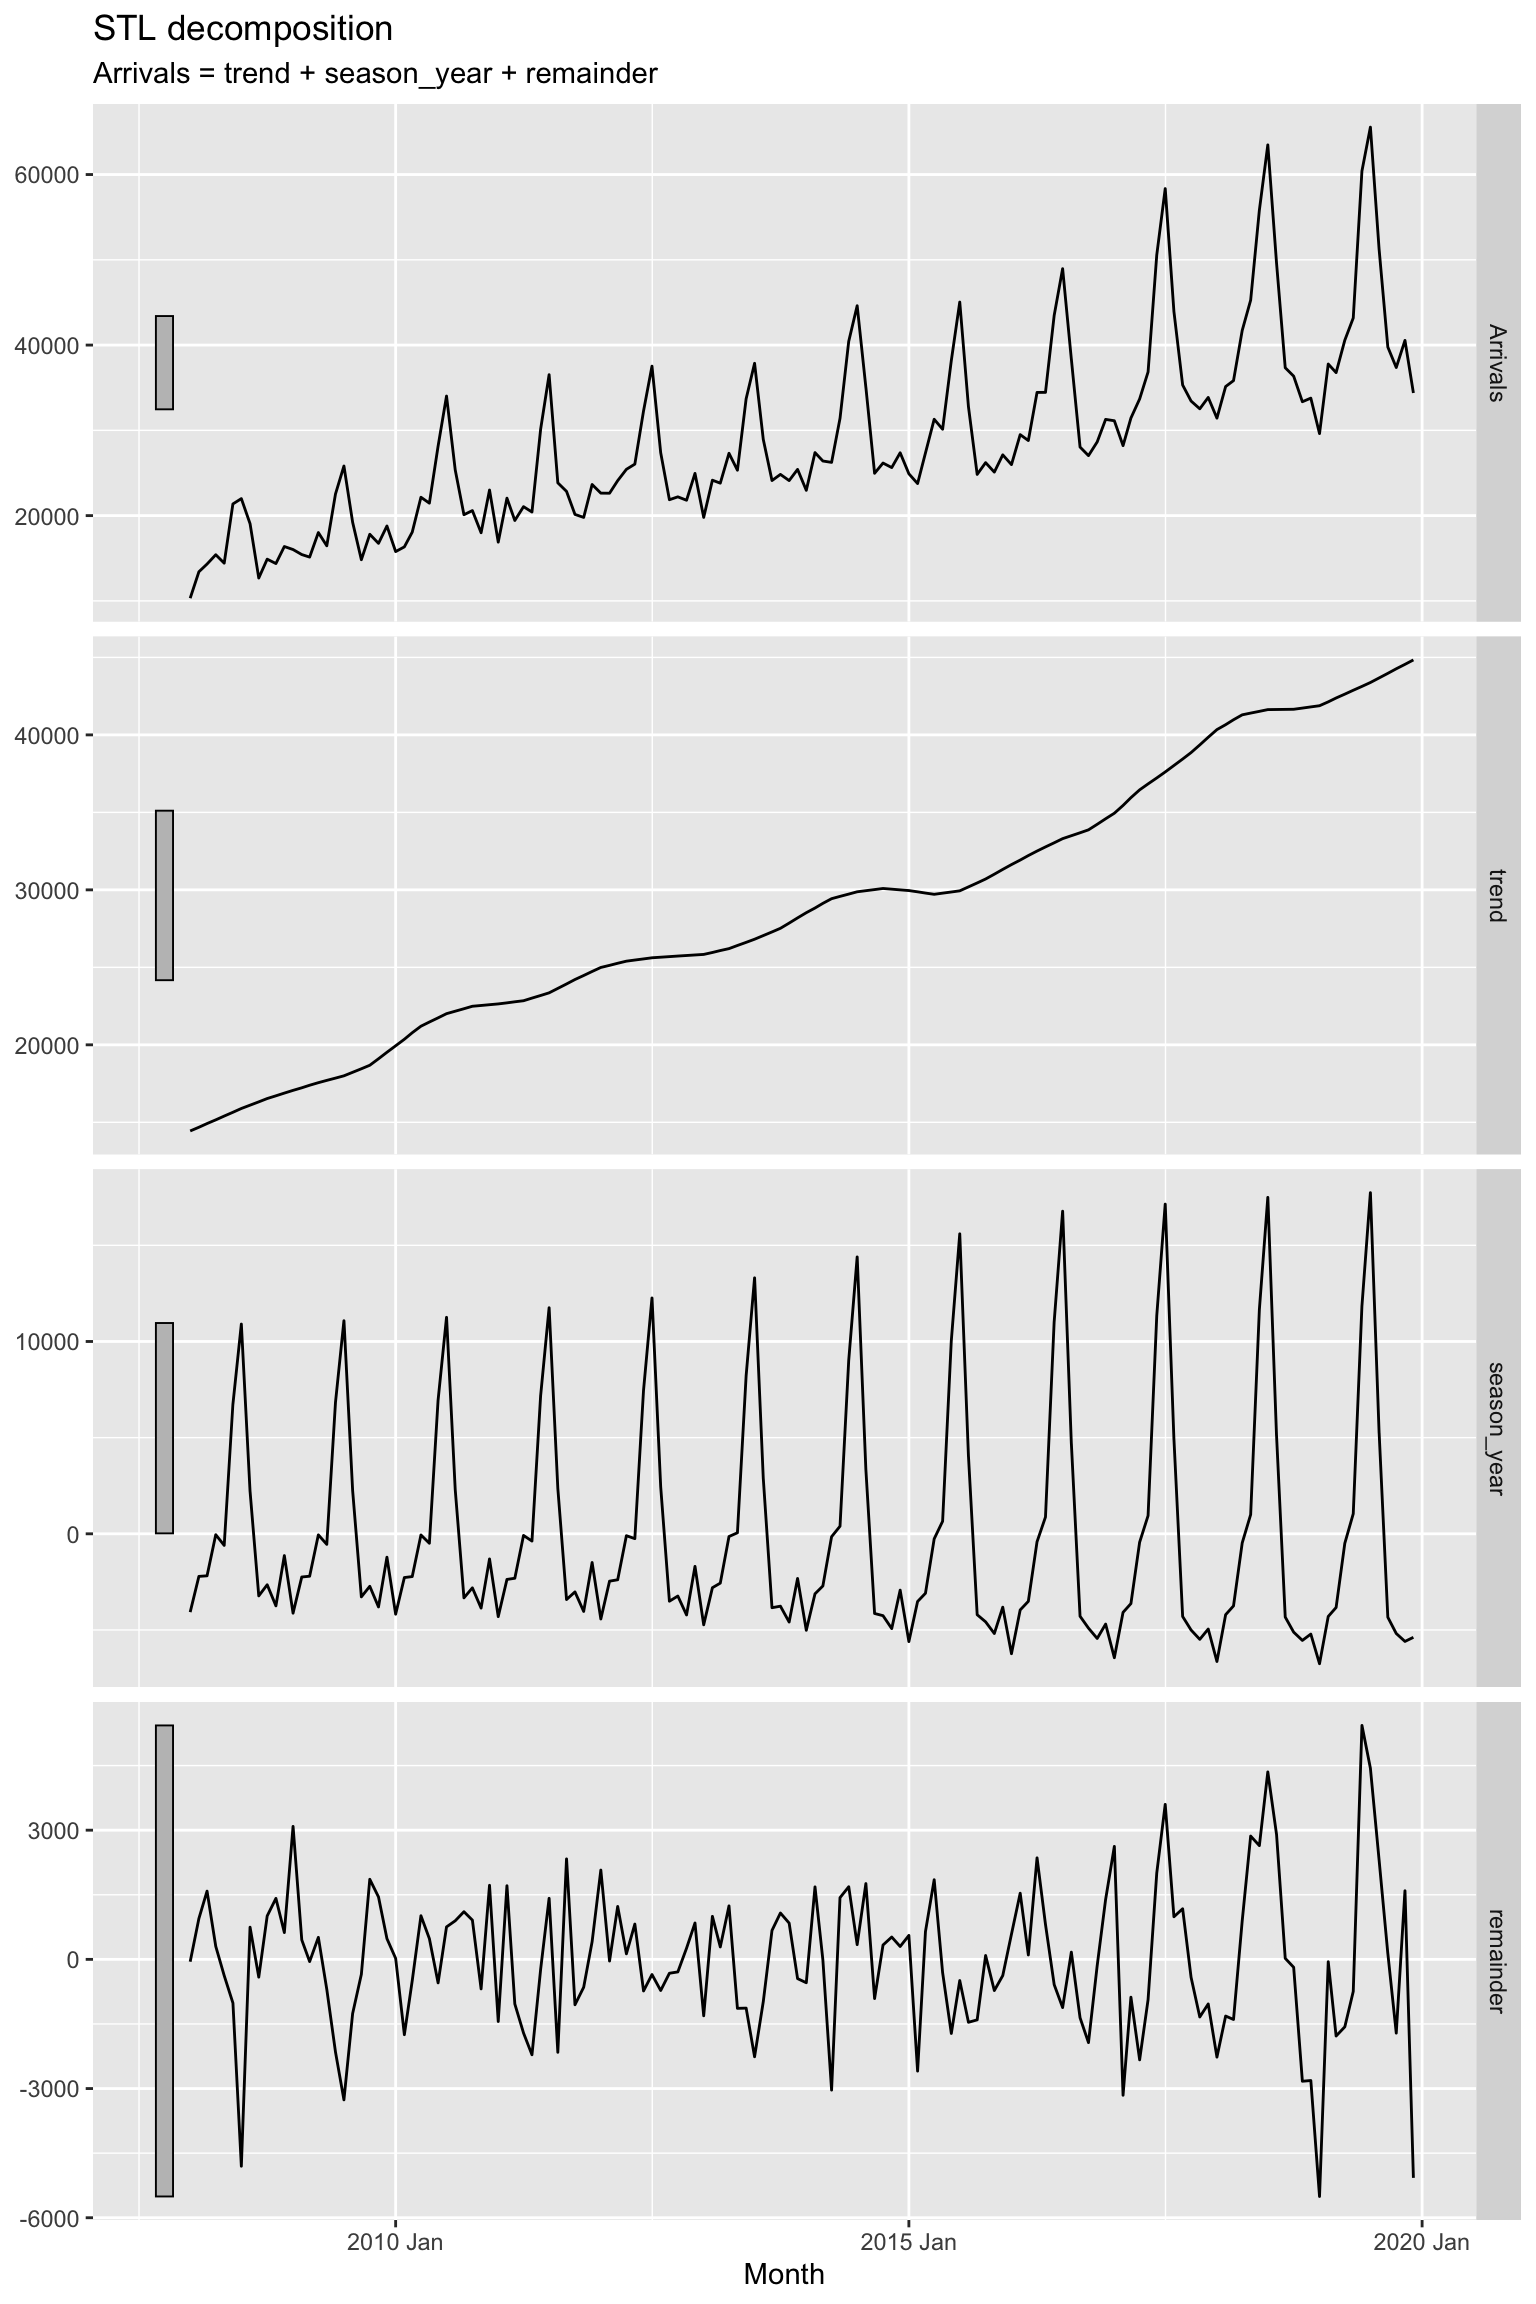 STL decomposition
Arrivals = trend + season_year + remainder
60000
40000
20000
Arrivals
40000
30000
20000
trend
10000
0
season_year
3000
0
-3000
-6000
remainder
2010 Jan
2015 Jan
2020 Jan
Month